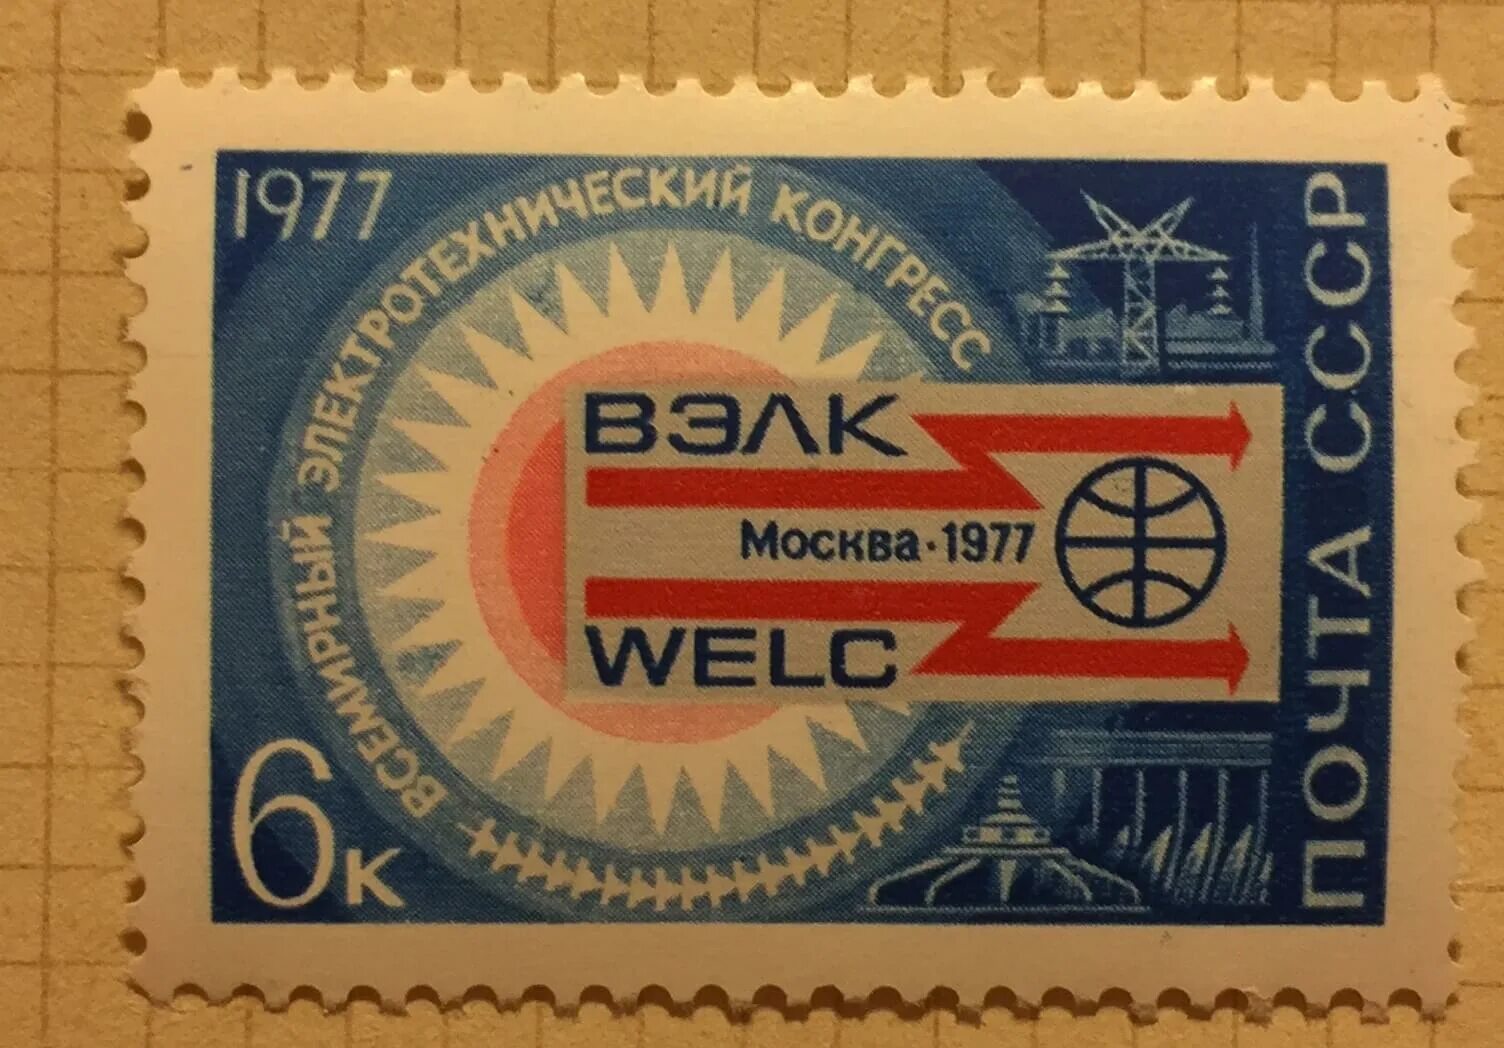 1977
ВСЕМИРНЫЙ ЭЛЕКТРОТЕХНИЧЕСКИЙ КОНГРЕСС
ВЭЛК
Москва·1977
WELC
6к
ПОЧТА СССР